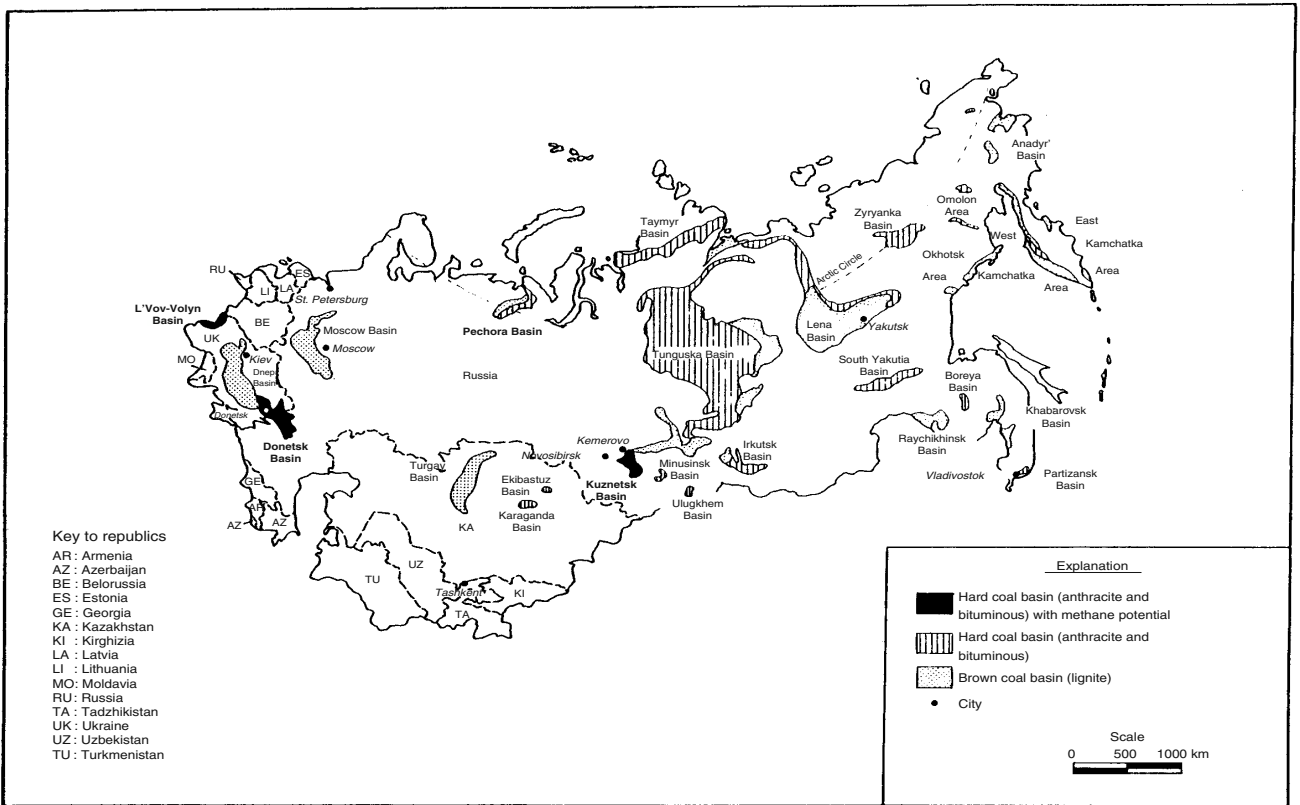 Anadyr'
Basin
Omolon
Area
Zyryanka
Basin
Taymyr
Basin
East
Kamchatka
Area
West
Kamchatka
Area
Okhotsk
Area
Arctic Circle
RU
ES
LA
LI
St. Petersburg
L'Vov-Volyn
Basin
BE
Moscow Basin
Moscow
Pechora Basin
Lena
Basin
Yakutsk
UK
MO
Kiev
Dnep
Basin
Tunguska Basin
South Yakutia
Basin
Russia
Boreya
Basin
Khabarovsk
Basin
Donetsk
Donetsk
Basin
Raychikhinsk
Basin
Kemerovo
Novosibirsk
Irkutsk
Basin
Minusinsk
Basin
Turgay
Basin
Ekibastuz
Basin
Kuznetsk
Basin
Vladivostok
Partizansk
Basin
GE
Karaganda
Basin
Ulugkhem
Basin
AR
AZ
AZ
KA
UZ
TU
Tashkent
KI
TA
Key to republics
AR : Armenia
AZ : Azerbaijan
BE : Belorussia
ES : Estonia
GE : Georgia
KA : Kazakhstan
KI : Kirghizia
LA : Latvia
LI : Lithuania
MO : Moldavia
RU : Russia
TA : Tadzhikistan
UK : Ukraine
UZ : Uzbekistan
TU : Turkmenistan
Explanation
Hard coal basin (anthracite and
bituminous) with methane potential
Hard coal basin (anthracite and
bituminous)
Brown coal basin (lignite)
City
Scale
0 500 1000 km